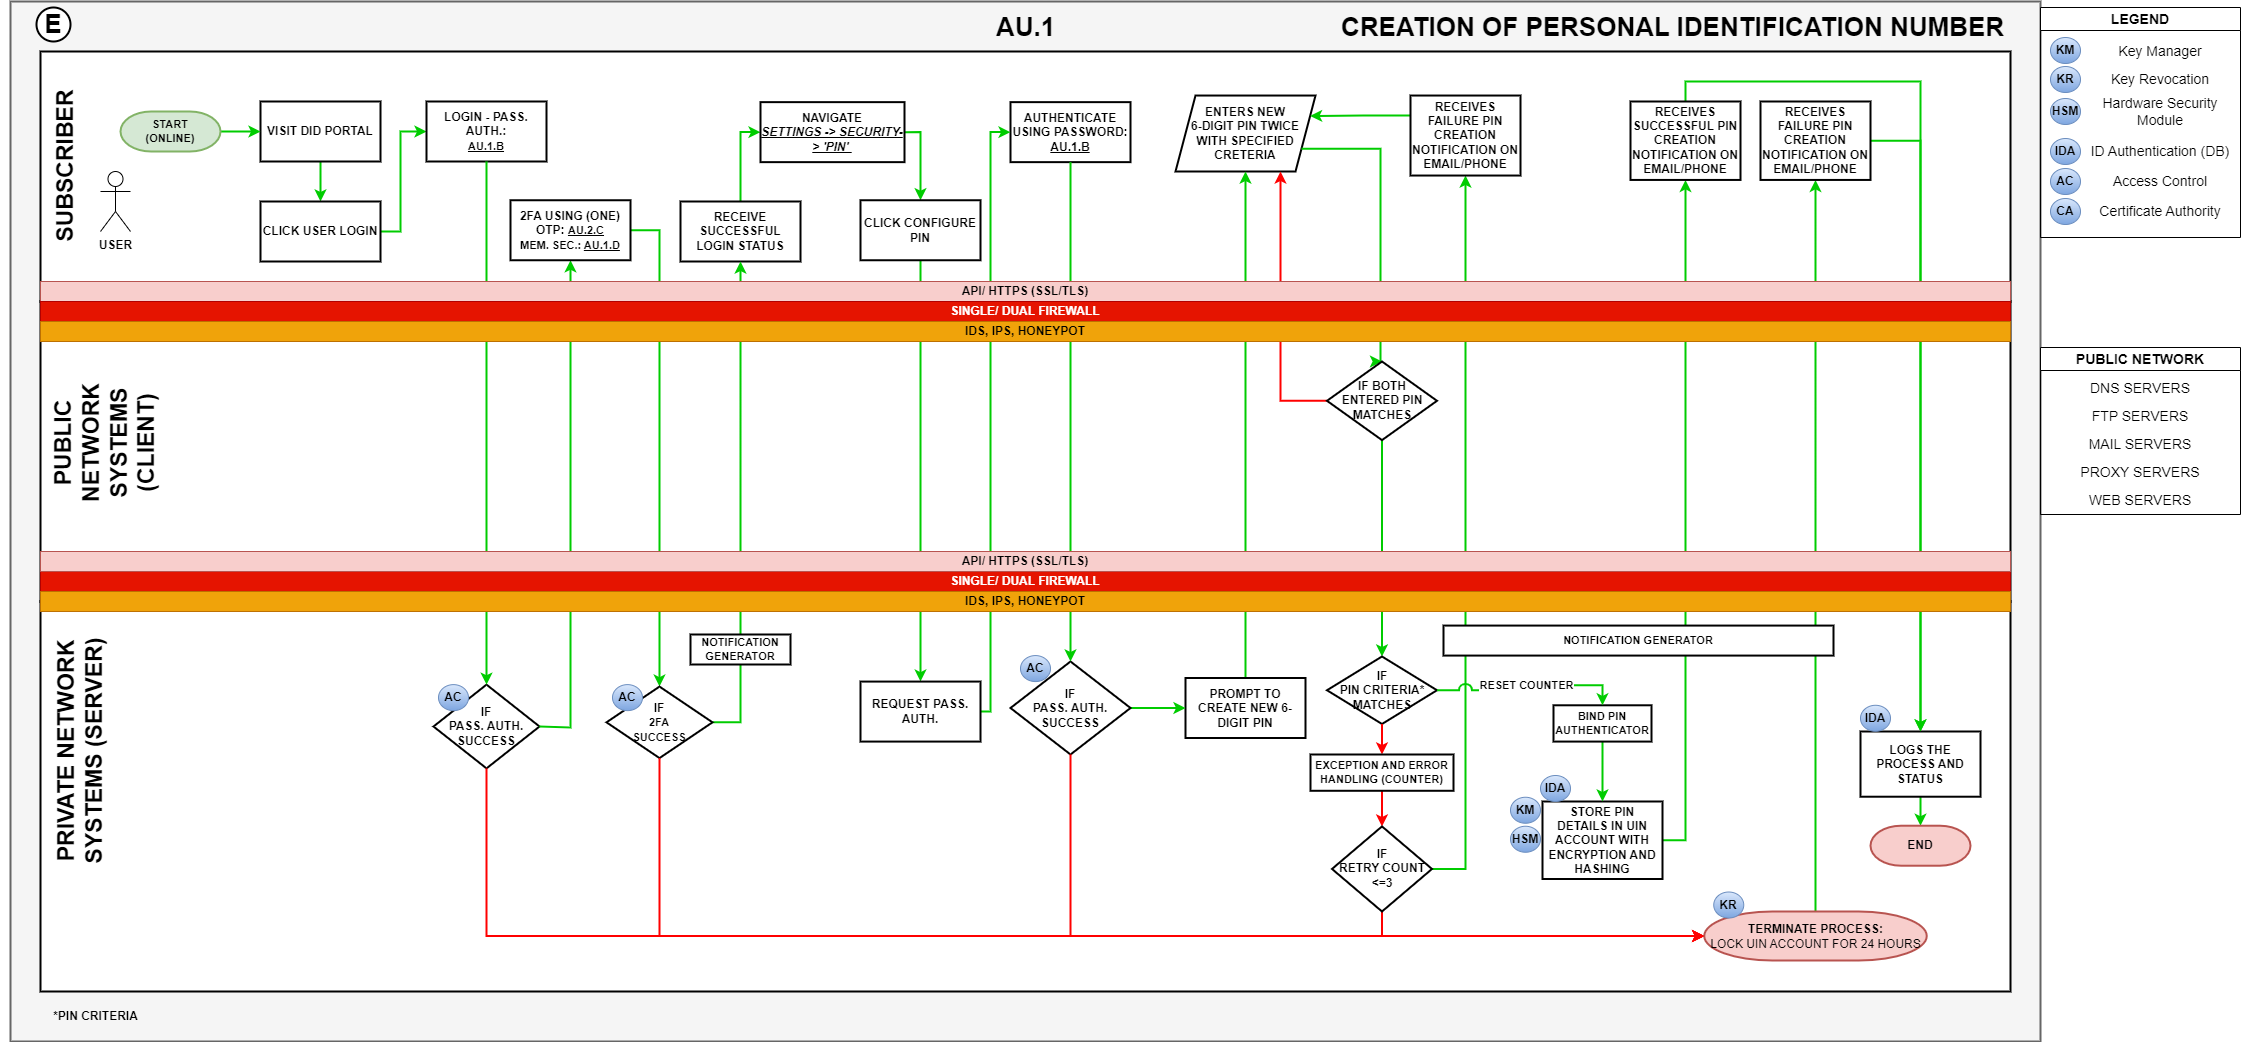 E
AU.1
CREATION OF PERSONAL IDENTIFICATION NUMBER
SUBSCRIBER
START
(ONLINE)
USER
VISIT DID PORTAL
CLICK USER LOGIN
LOGIN - PASS.
AUTH.:
AU.1.B
2FA USING (ONE)
OTP: AU.2.C
MEM. SEC.: AU.1.D
RECEIVE
SUCCESSFUL
LOGIN STATUS
NAVIGATE
SETTINGS -> SECURITY-
> 'PIN'
CLICK CONFIGURE
PIN
AUTHENTICATE
USING PASSWORD:
AU.1.B
ENTERS NEW
6-DIGIT PIN TWICE
WITH SPECIFIED
CRETERIA
RECEIVES
FAILURE PIN
CREATION
NOTIFICATION ON
EMAIL/PHONE
RECEIVES
SUCCESSFUL PIN
CREATION
NOTIFICATION ON
EMAIL/PHONE
RECEIVES
FAILURE PIN
CREATION
NOTIFICATION ON
EMAIL/PHONE
API/ HTTPS (SSL/TLS)
SINGLE/ DUAL FIREWALL
IDS, IPS, HONEYPOT
PUBLIC
NETWORK
SYSTEMS
(CLIENT)
IF BOTH
ENTERED PIN
MATCHES
API/ HTTPS (SSL/TLS)
SINGLE/ DUAL FIREWALL
IDS, IPS, HONEYPOT
PRIVATE NETWORK
SYSTEMS (SERVER)
AC
IF
PASS. AUTH.
SUCCESS
AC
IF
2FA
SUCCESS
NOTIFICATION
GENERATOR
REQUEST PASS.
AUTH.
AC
IF
PASS. AUTH.
SUCCESS
PROMPT TO
CREATE NEW 6-
DIGIT PIN
IF
PIN CRITERIA*
MATCHES
EXCEPTION AND ERROR
HANDLING (COUNTER)
IF
RETRY COUNT
<=3
NOTIFICATION GENERATOR
RESET COUNTER
BIND PIN
AUTHENTICATOR
IDA
KM
HSM
STORE PIN
DETAILS IN UIN
ACCOUNT WITH
ENCRYPTION AND
HASHING
IDA
LOGS THE
PROCESS AND
STATUS
END
KR
TERMINATE PROCESS:
LOCK UIN ACCOUNT FOR 24 HOURS
*PIN CRITERIA
LEGEND
KM Key Manager
KR Key Revocation
HSM Hardware Security
Module
IDA ID Authentication (DB)
AC Access Control
CA Certificate Authority
PUBLIC NETWORK
DNS SERVERS
FTP SERVERS
MAIL SERVERS
PROXY SERVERS
WEB SERVERS